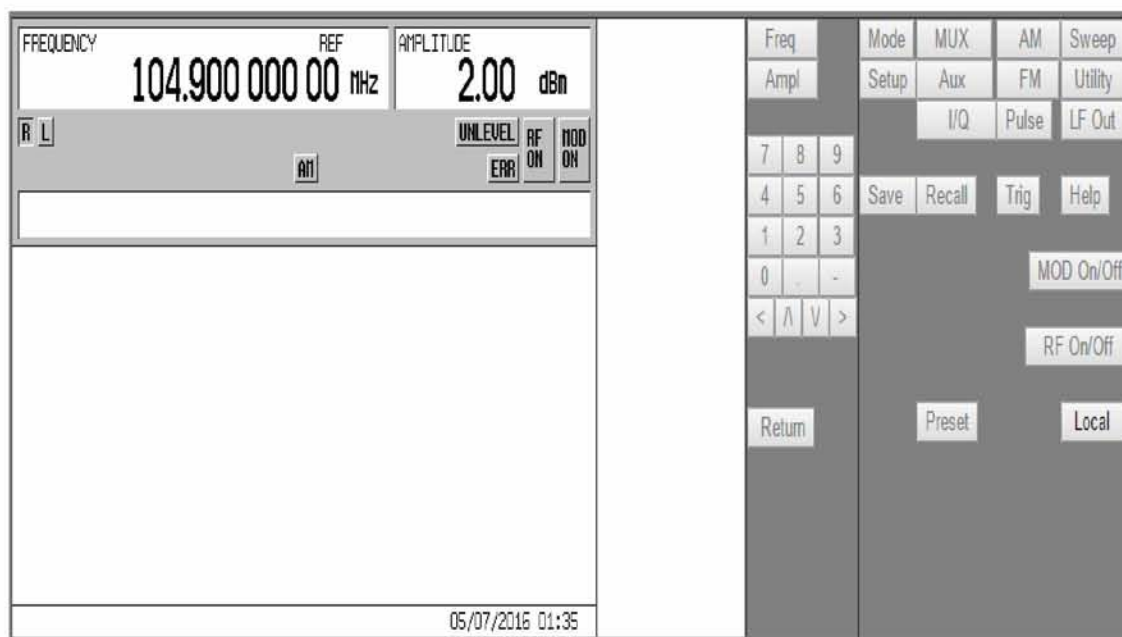 FREQUENCY REF AMPLITUDE
104.900 000 00 MHz 2.00 dBm
R L UNLEVEL RF ON MOD ON
AM ERR
05/07/2016 01:35
Freq
Ampl
7 8 9
4 5 6
1 2 3
0 . -
< /\ \/ >
Return
Mode MUX AM Sweep
Setup Aux FM Utility
I/Q Pulse LF Out
Save Recall Trig Help
MOD On/Off
RF On/Off
Preset Local